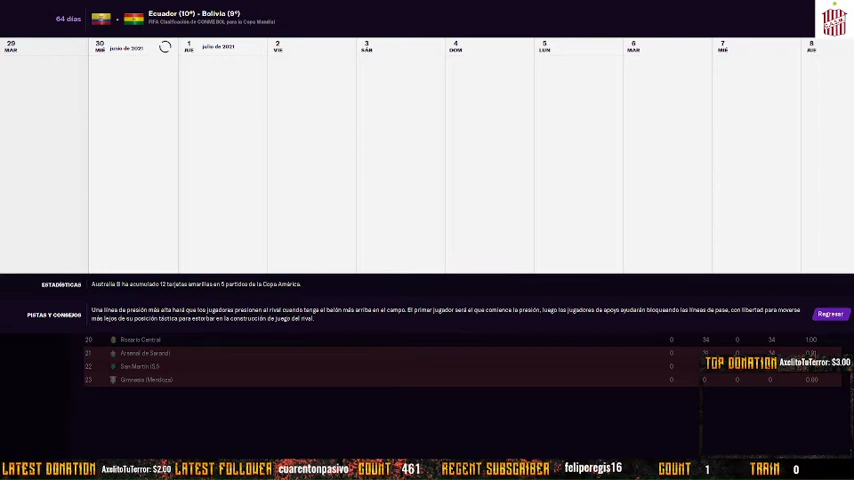 64 días
Ecuador (10º) - Bolivia (9º)
FIFA Clasificación de CONMEBOL para la Copa Mundial
29 MAR
30 MIÉ junio de 2021
1 JUE julio de 2021
2 VIE
3 SÁB
4 DOM
5 LUN
6 MAR
7 MIÉ
8 JUE
ESTADÍSTICAS
Australia B ha acumulado 12 tarjetas amarillas en 5 partidos de la Copa América.
PISTAS Y CONSEJOS
Una línea de presión más alta hará que los jugadores presionen al rival cuando tenga el balón más arriba en el campo. El primer jugador será el que comience la presión, luego los jugadores de apoyo ayudarán bloqueando las líneas de pase, con libertad para moverse
más lejos de su posición táctica para estorbar en la construcción de juego del rival.
Regresar
20 Rosario Central 0 34 0 34 1.00
21 Arsenal de Sarandí 0
22 San Martín (SJ) 0
23 Gimnasia (Mendoza) 0 0 0 0 0.00
TOP DONATION AxelitoTuTerror: $3.00
LATEST DONATION AxelitoTuTerror: $2.00 LATEST FOLLOWER cuarentonpasivo COUNT 461 RECENT SUBSCRIBER feliperegis16 COUNT 1 TRAIN 0